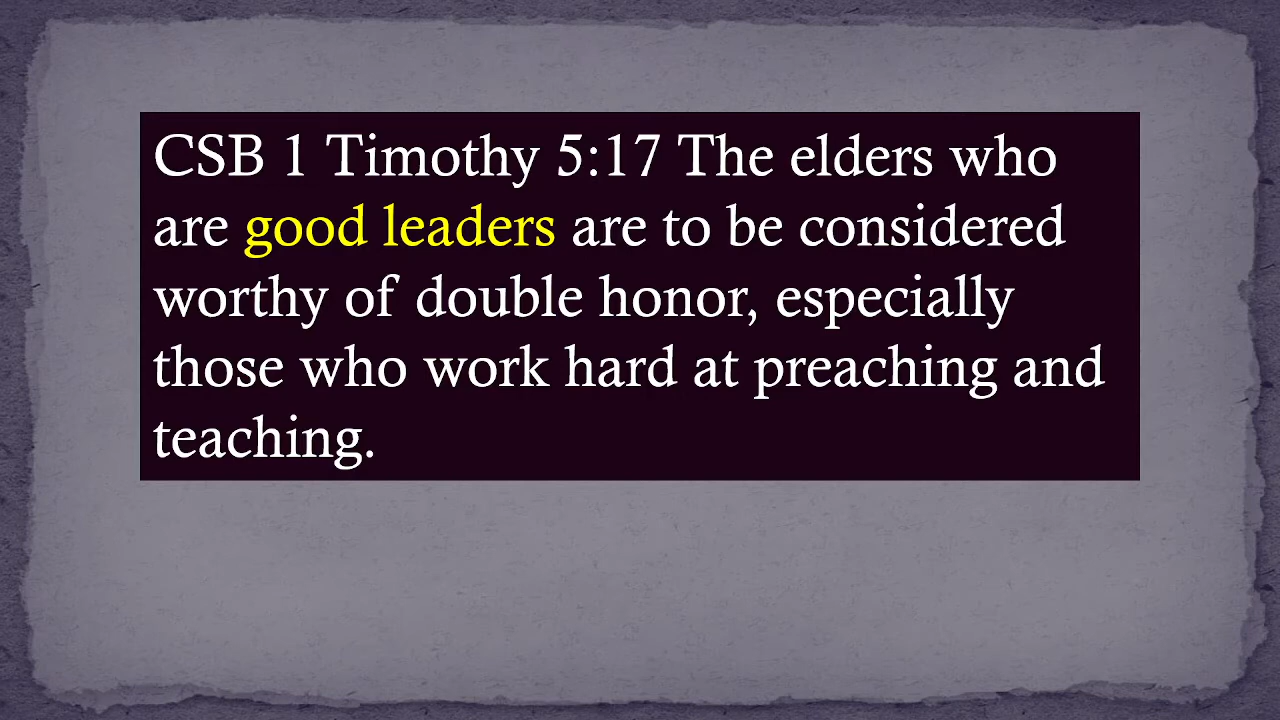 CSB 1 Timothy 5:17 The elders who
are good leaders are to be considered
worthy of double honor, especially
those who work hard at preaching and
teaching.